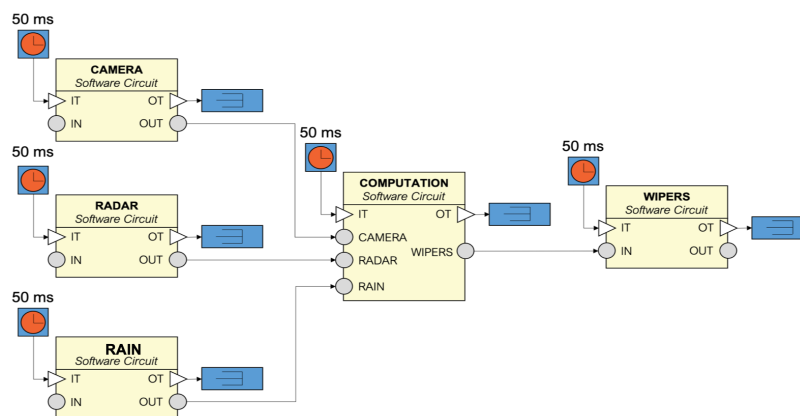 50 ms
CAMERA
Software Circuit
IT OT
IN OUT
50 ms
RADAR
Software Circuit
IT OT
IN OUT
50 ms
RAIN
Software Circuit
IT OT
IN OUT
50 ms
COMPUTATION
Software Circuit
IT OT
CAMERA
RADAR WIPERS
RAIN
50 ms
WIPERS
Software Circuit
IT OT
IN OUT